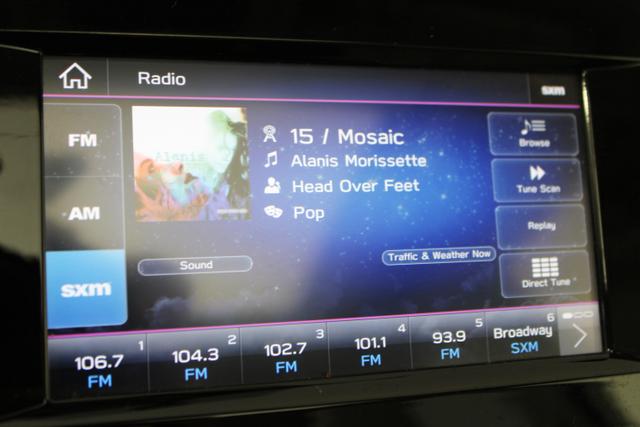 Radio
sxm
FM
AM
sxm
Alanis
15 / Mosaic
Alanis Morissette
Head Over Feet
Pop
Browse
Tune Scan
Replay
Direct Tune
Sound
Traffic & Weather Now
106.7 1
FM
104.3 2
FM
102.7 3
FM
101.1 4
FM
93.9 5
FM
Broadway 6
SXM